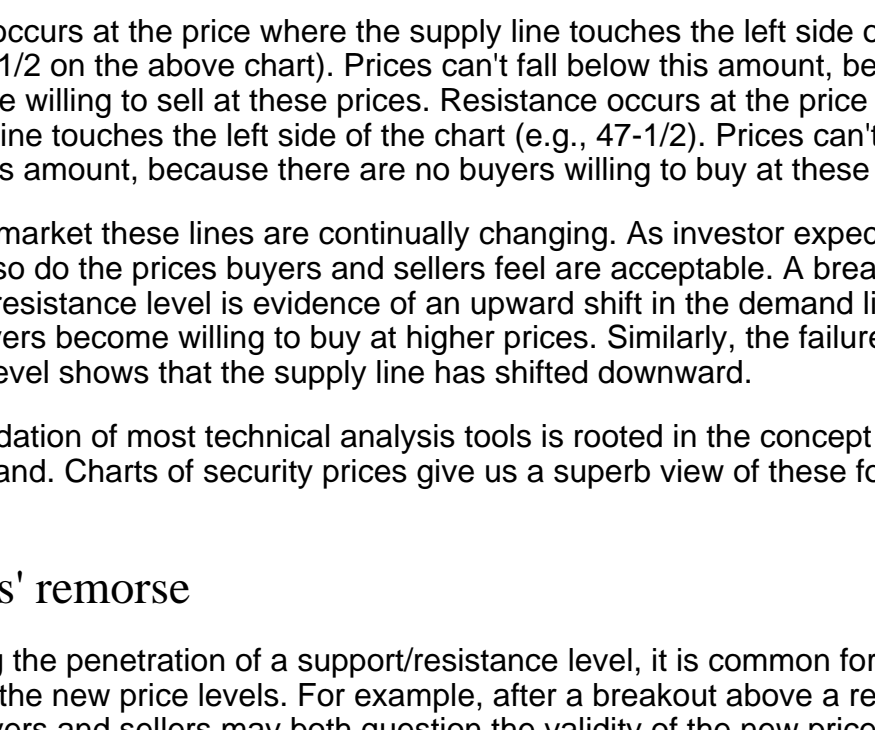 occurs at the price where the supply line touches the left side
1/2 on the above chart). Prices can't fall below this amount, be
e willing to sell at these prices. Resistance occurs at the price
ine touches the left side of the chart (e.g., 47-1/2). Prices can't
s amount, because there are no buyers willing to buy at these
market these lines are continually changing. As investor expec
so do the prices buyers and sellers feel are acceptable. A brea
resistance level is evidence of an upward shift in the demand li
yers become willing to buy at higher prices. Similarly, the failure
evel shows that the supply line has shifted downward.
dation of most technical analysis tools is rooted in the concept
and. Charts of security prices give us a superb view of these fo
s' remorse
g the penetration of a support/resistance level, it is common for
the new price levels. For example, after a breakout above a re
yers and sellers may both question the validity of the new price